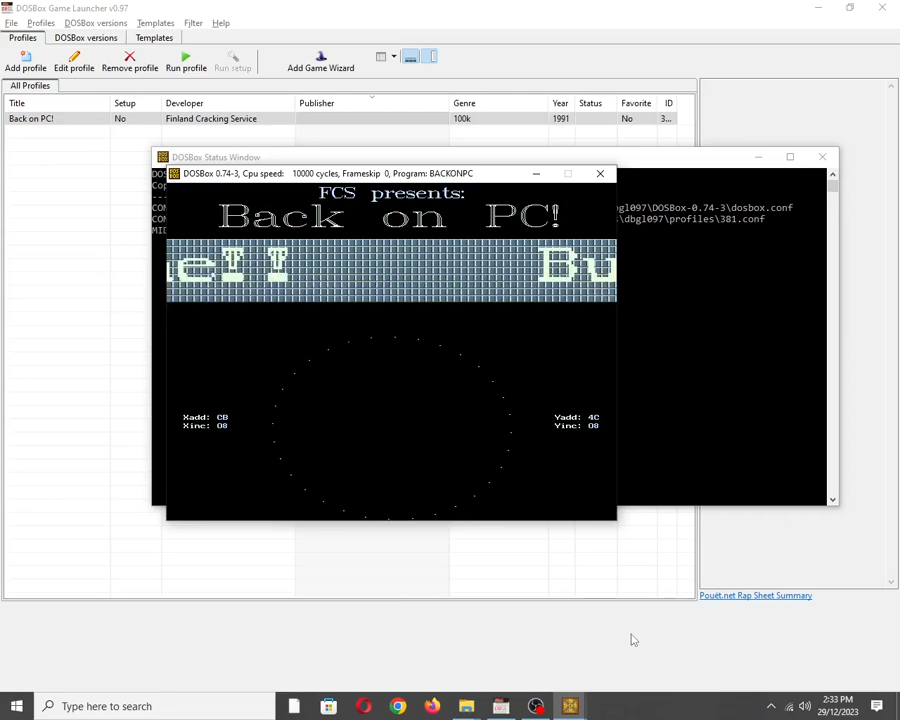 DOSBox Game Launcher v0.97
File Profiles DOSBox versions Templates Filter Help
Profiles DOSBox versions Templates
Add profile Edit profile Remove profile Run profile Run setup Add Game Wizard
All Profiles
Title Setup Developer Publisher Genre Year Status Favorite ID
Back on PC! No Finland Cracking Service 100k 1991 No 3...
DOSBox Status Window
DOSBox 0.74-3, Cpu speed: 10000 cycles, Frameskip 0, Program: BACKONPC
FCS presents:
Back on PC!
gl097\DOSBox-0.74-3\dosbox.conf
s\dbgl097\profiles\381.conf
e!! Bu
Xadd: CB
Xinc: 08
Yadd: 4C
Yinc: 08
Pouët.net Rap Sheet Summary
Type here to search
2:33 PM
29/12/2023